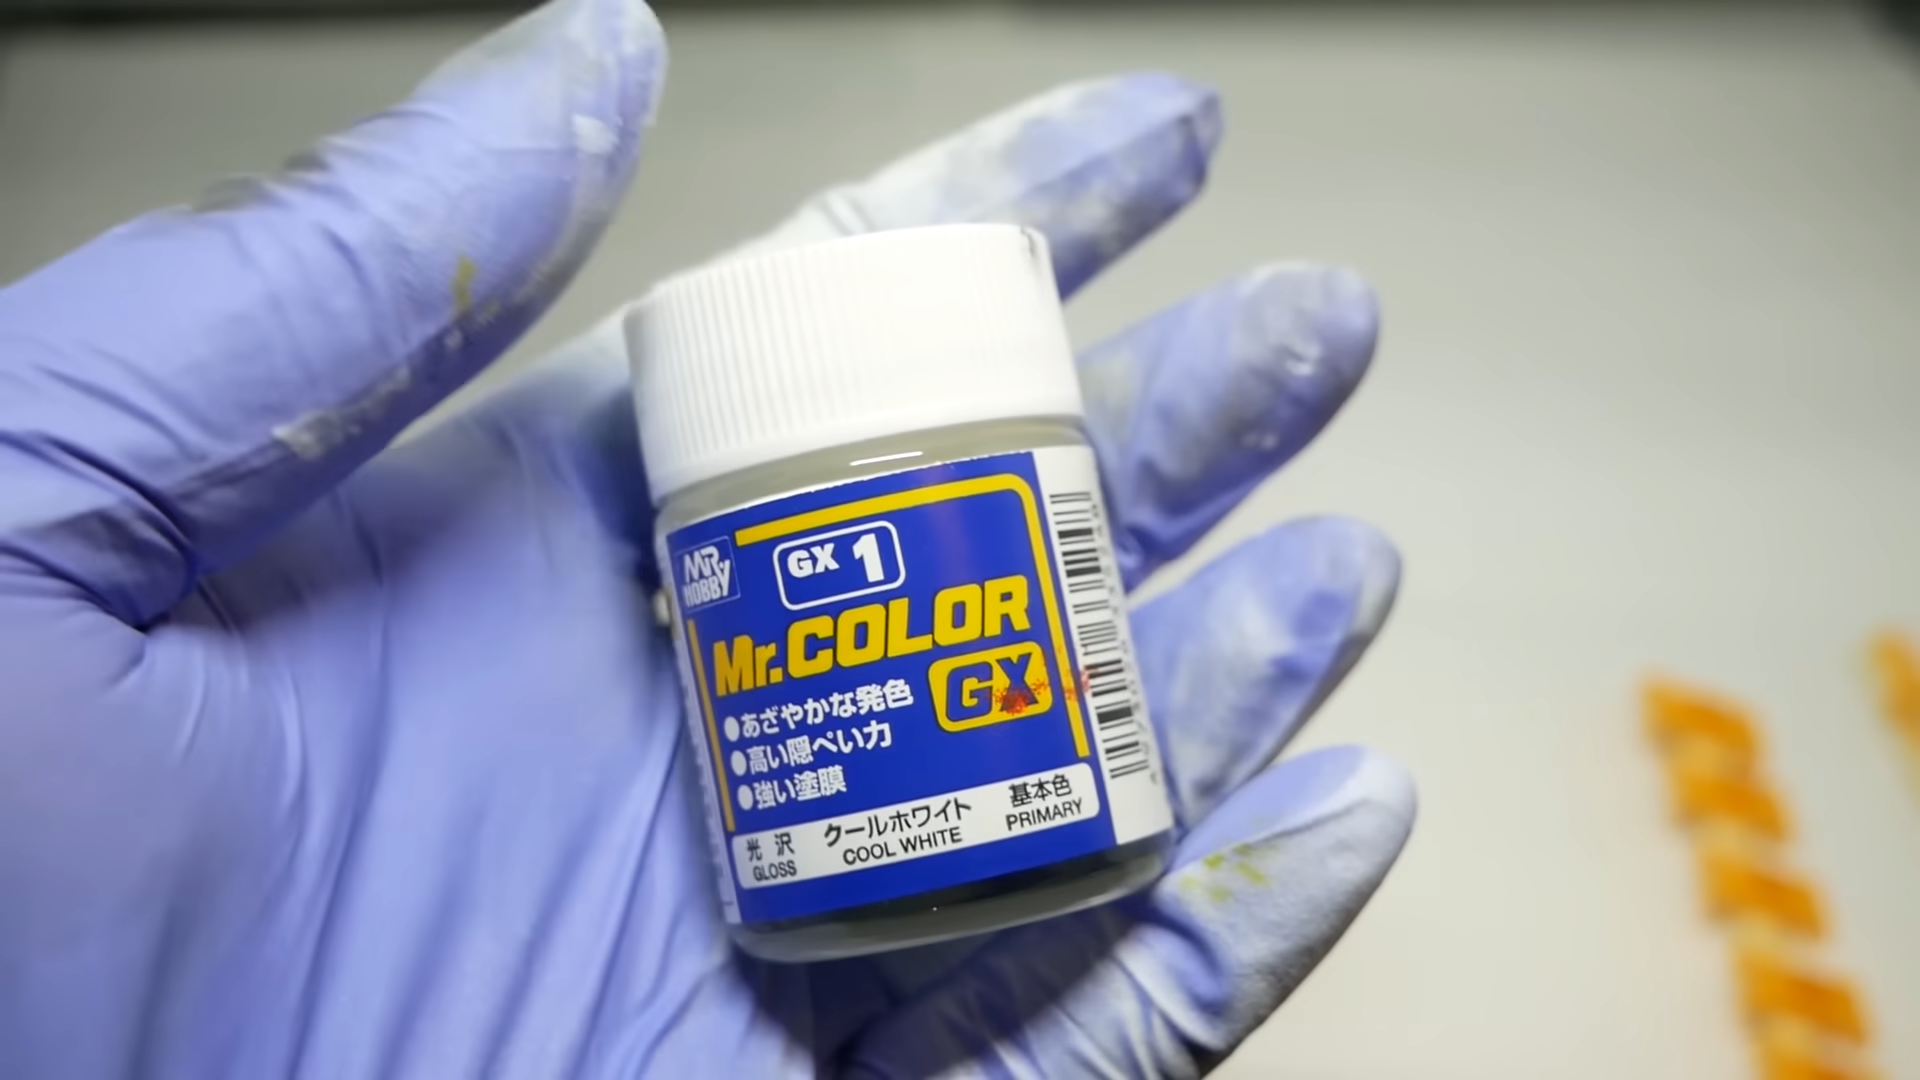 GX 1
MR HOBBY
Mr.COLOR
GX
●あざやかな発色
●高い隠ぺい力
●強い塗膜
光沢 クールホワイト 基本色
GLOSS COOL WHITE PRIMARY